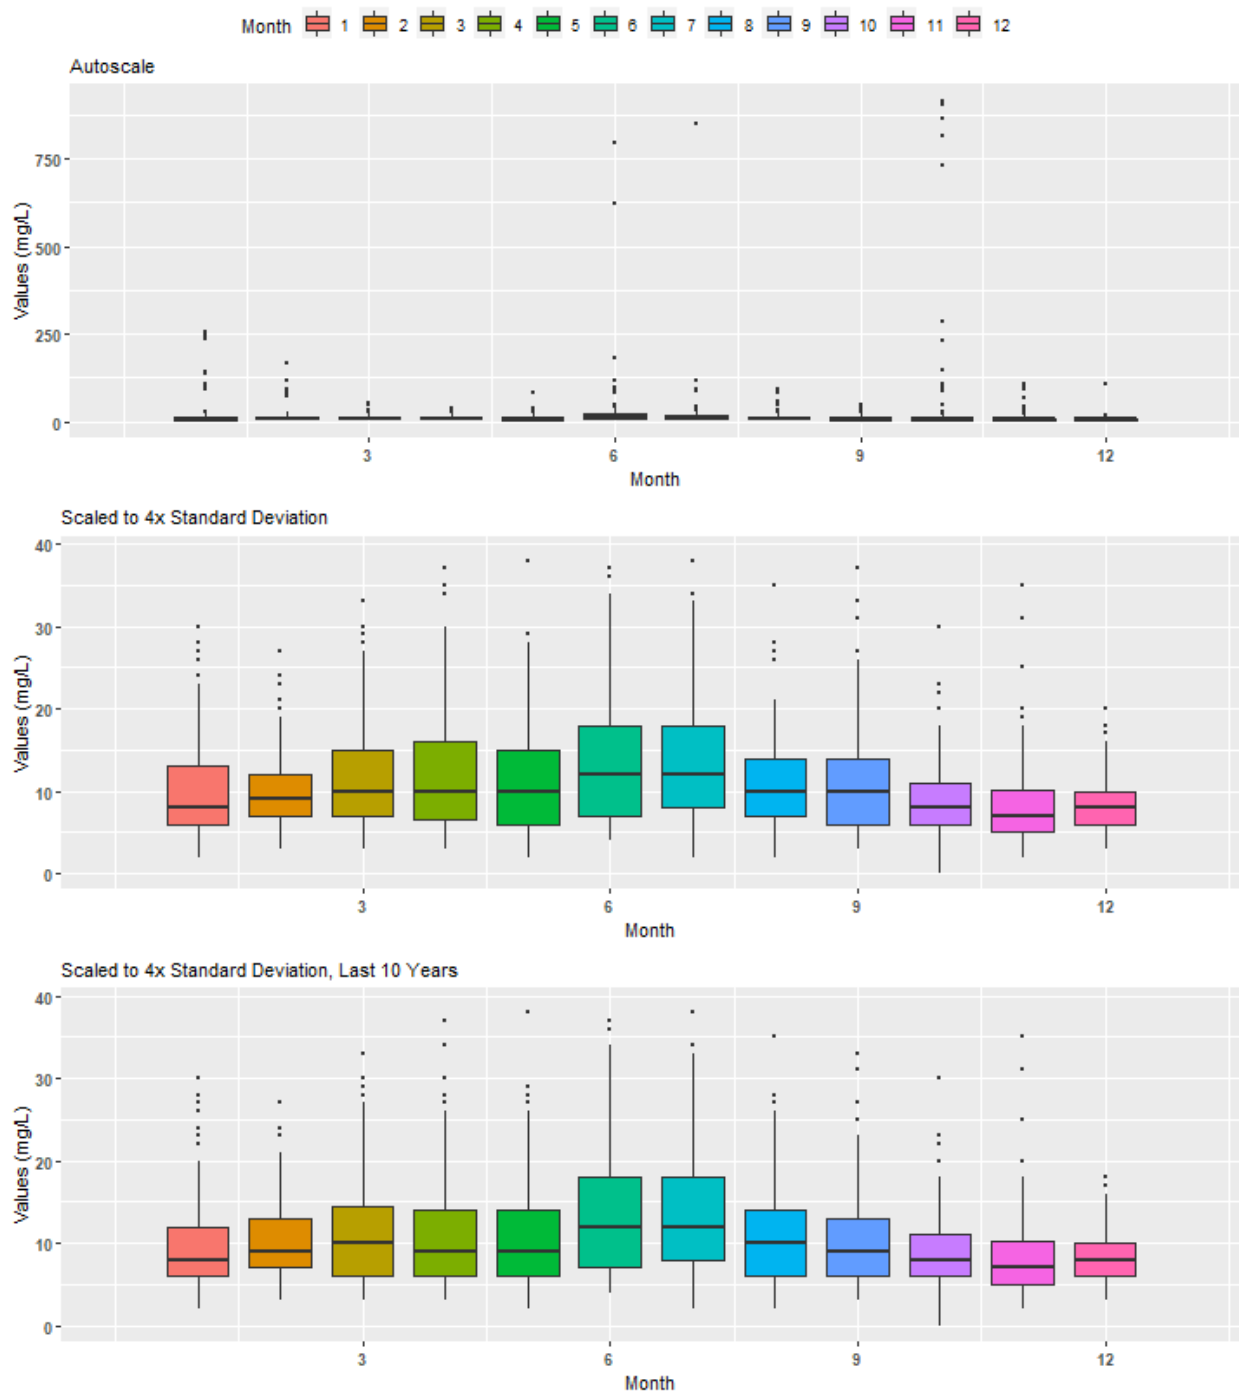 Month 1 2 3 4 5 6 7 8 9 10 11 12
Autoscale
Values (mg/L)
750
500
250
0
3 6 9 12
Month
Scaled to 4x Standard Deviation
Values (mg/L)
40
30
20
10
0
3 6 9 12
Month
Scaled to 4x Standard Deviation, Last 10 Years
Values (mg/L)
40
30
20
10
0
3 6 9 12
Month